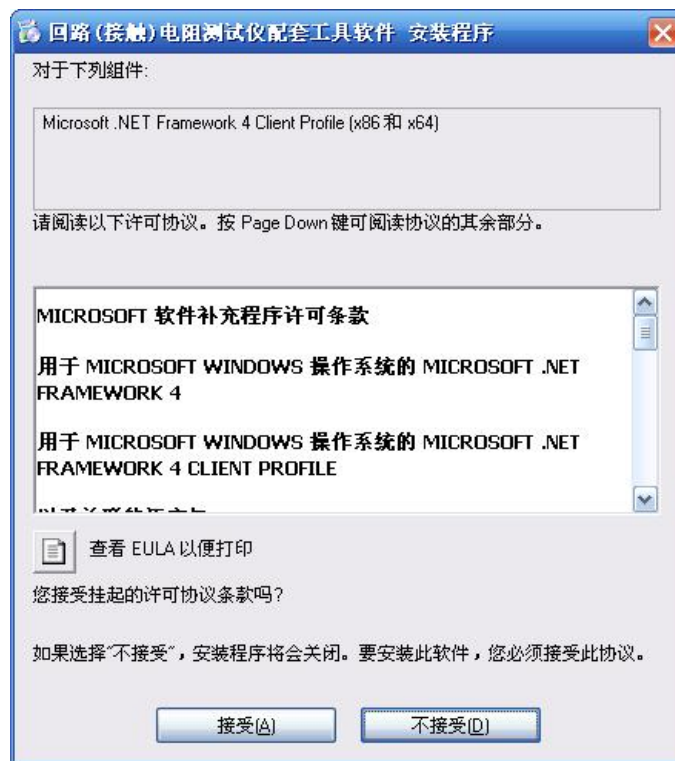 回路(接触)电阻测试仪配套工具软件 安装程序
对于下列组件:
Microsoft .NET Framework 4 Client Profile (x86 和 x64)
请阅读以下许可协议。按 Page Down 键可阅读协议的其余部分。
MICROSOFT 软件补充程序许可条款
用于 MICROSOFT WINDOWS 操作系统的 MICROSOFT .NET
FRAMEWORK 4
用于 MICROSOFT WINDOWS 操作系统的 MICROSOFT .NET
FRAMEWORK 4 CLIENT PROFILE
查看 EULA 以便打印
您接受挂起的许可协议条款吗?
如果选择“不接受”，安装程序将会关闭。要安装此软件，您必须接受此协议。
接受(A)
不接受(D)